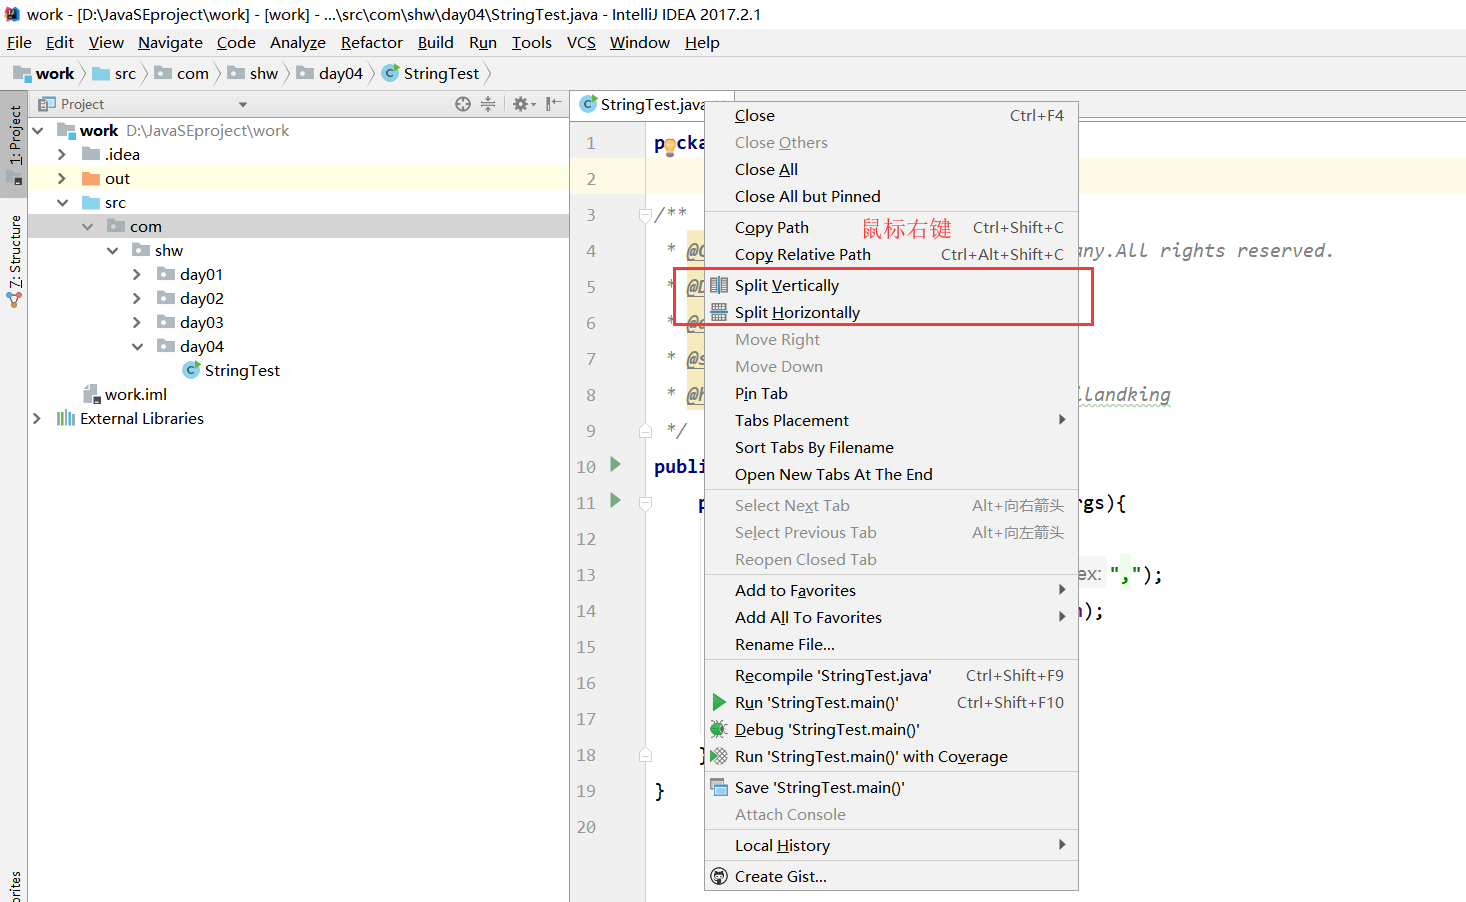 work - [D:\JavaSEproject\work] - [work] - ...\src\com\shw\day04\StringTest.java - IntelliJ IDEA 2017.2.1
File Edit View Navigate Code Analyze Refactor Build Run Tools VCS Window Help
work src com shw day04 StringTest
1: Project
7: Structure
Project
work D:\JavaSEproject\work
.idea
out
src
com
shw
day01
day02
day03
day04
StringTest
work.iml
External Libraries
StringTest.java
1
2
3 /**
4 * @ any.All rights reserved.
5 * @
6 * @
7 * @s
8 * @ landking
9 */
10 publi
11 rgs){
12
13 ex: ",");
14 );
15
16
17
18 }
19 }
20
Close Ctrl+F4
Close Others
Close All
Close All but Pinned
Copy Path 鼠标右键 Ctrl+Shift+C
Copy Relative Path Ctrl+Alt+Shift+C
Split Vertically
Split Horizontally
Move Right
Move Down
Pin Tab
Tabs Placement
Sort Tabs By Filename
Open New Tabs At The End
Select Next Tab Alt+向右箭头
Select Previous Tab Alt+向左箭头
Reopen Closed Tab
Add to Favorites
Add All To Favorites
Rename File...
Recompile 'StringTest.java' Ctrl+Shift+F9
Run 'StringTest.main()' Ctrl+Shift+F10
Debug 'StringTest.main()'
Run 'StringTest.main()' with Coverage
Save 'StringTest.main()'
Attach Console
Local History
Create Gist...